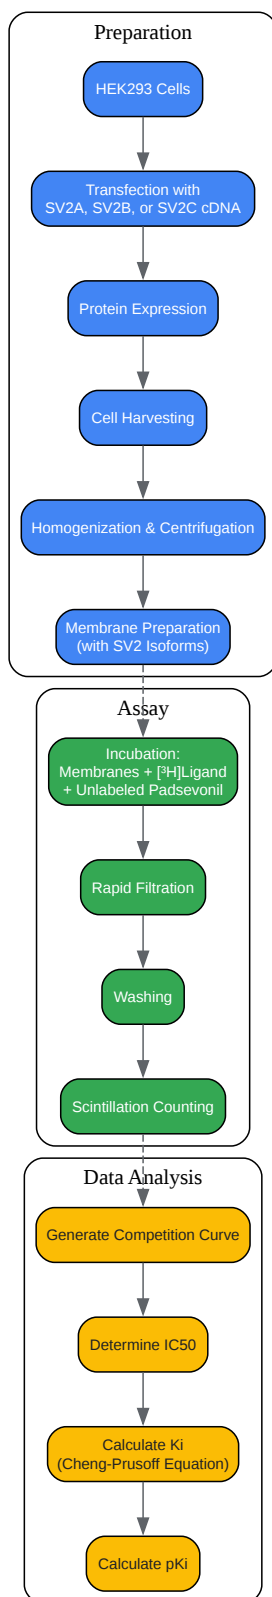 Preparation
HEK293 Cells
Transfection with
SV2A, SV2B, or SV2C cDNA
Protein Expression
Cell Harvesting
Homogenization & Centrifugation
Membrane Preparation
(with SV2 Isoforms)
Assay
Incubation:
Membranes + [³H]Ligand
+ Unlabeled Padsevonil
Rapid Filtration
Washing
Scintillation Counting
Data Analysis
Generate Competition Curve
Determine IC50
Calculate Ki
(Cheng-Prusoff Equation)
Calculate pKi